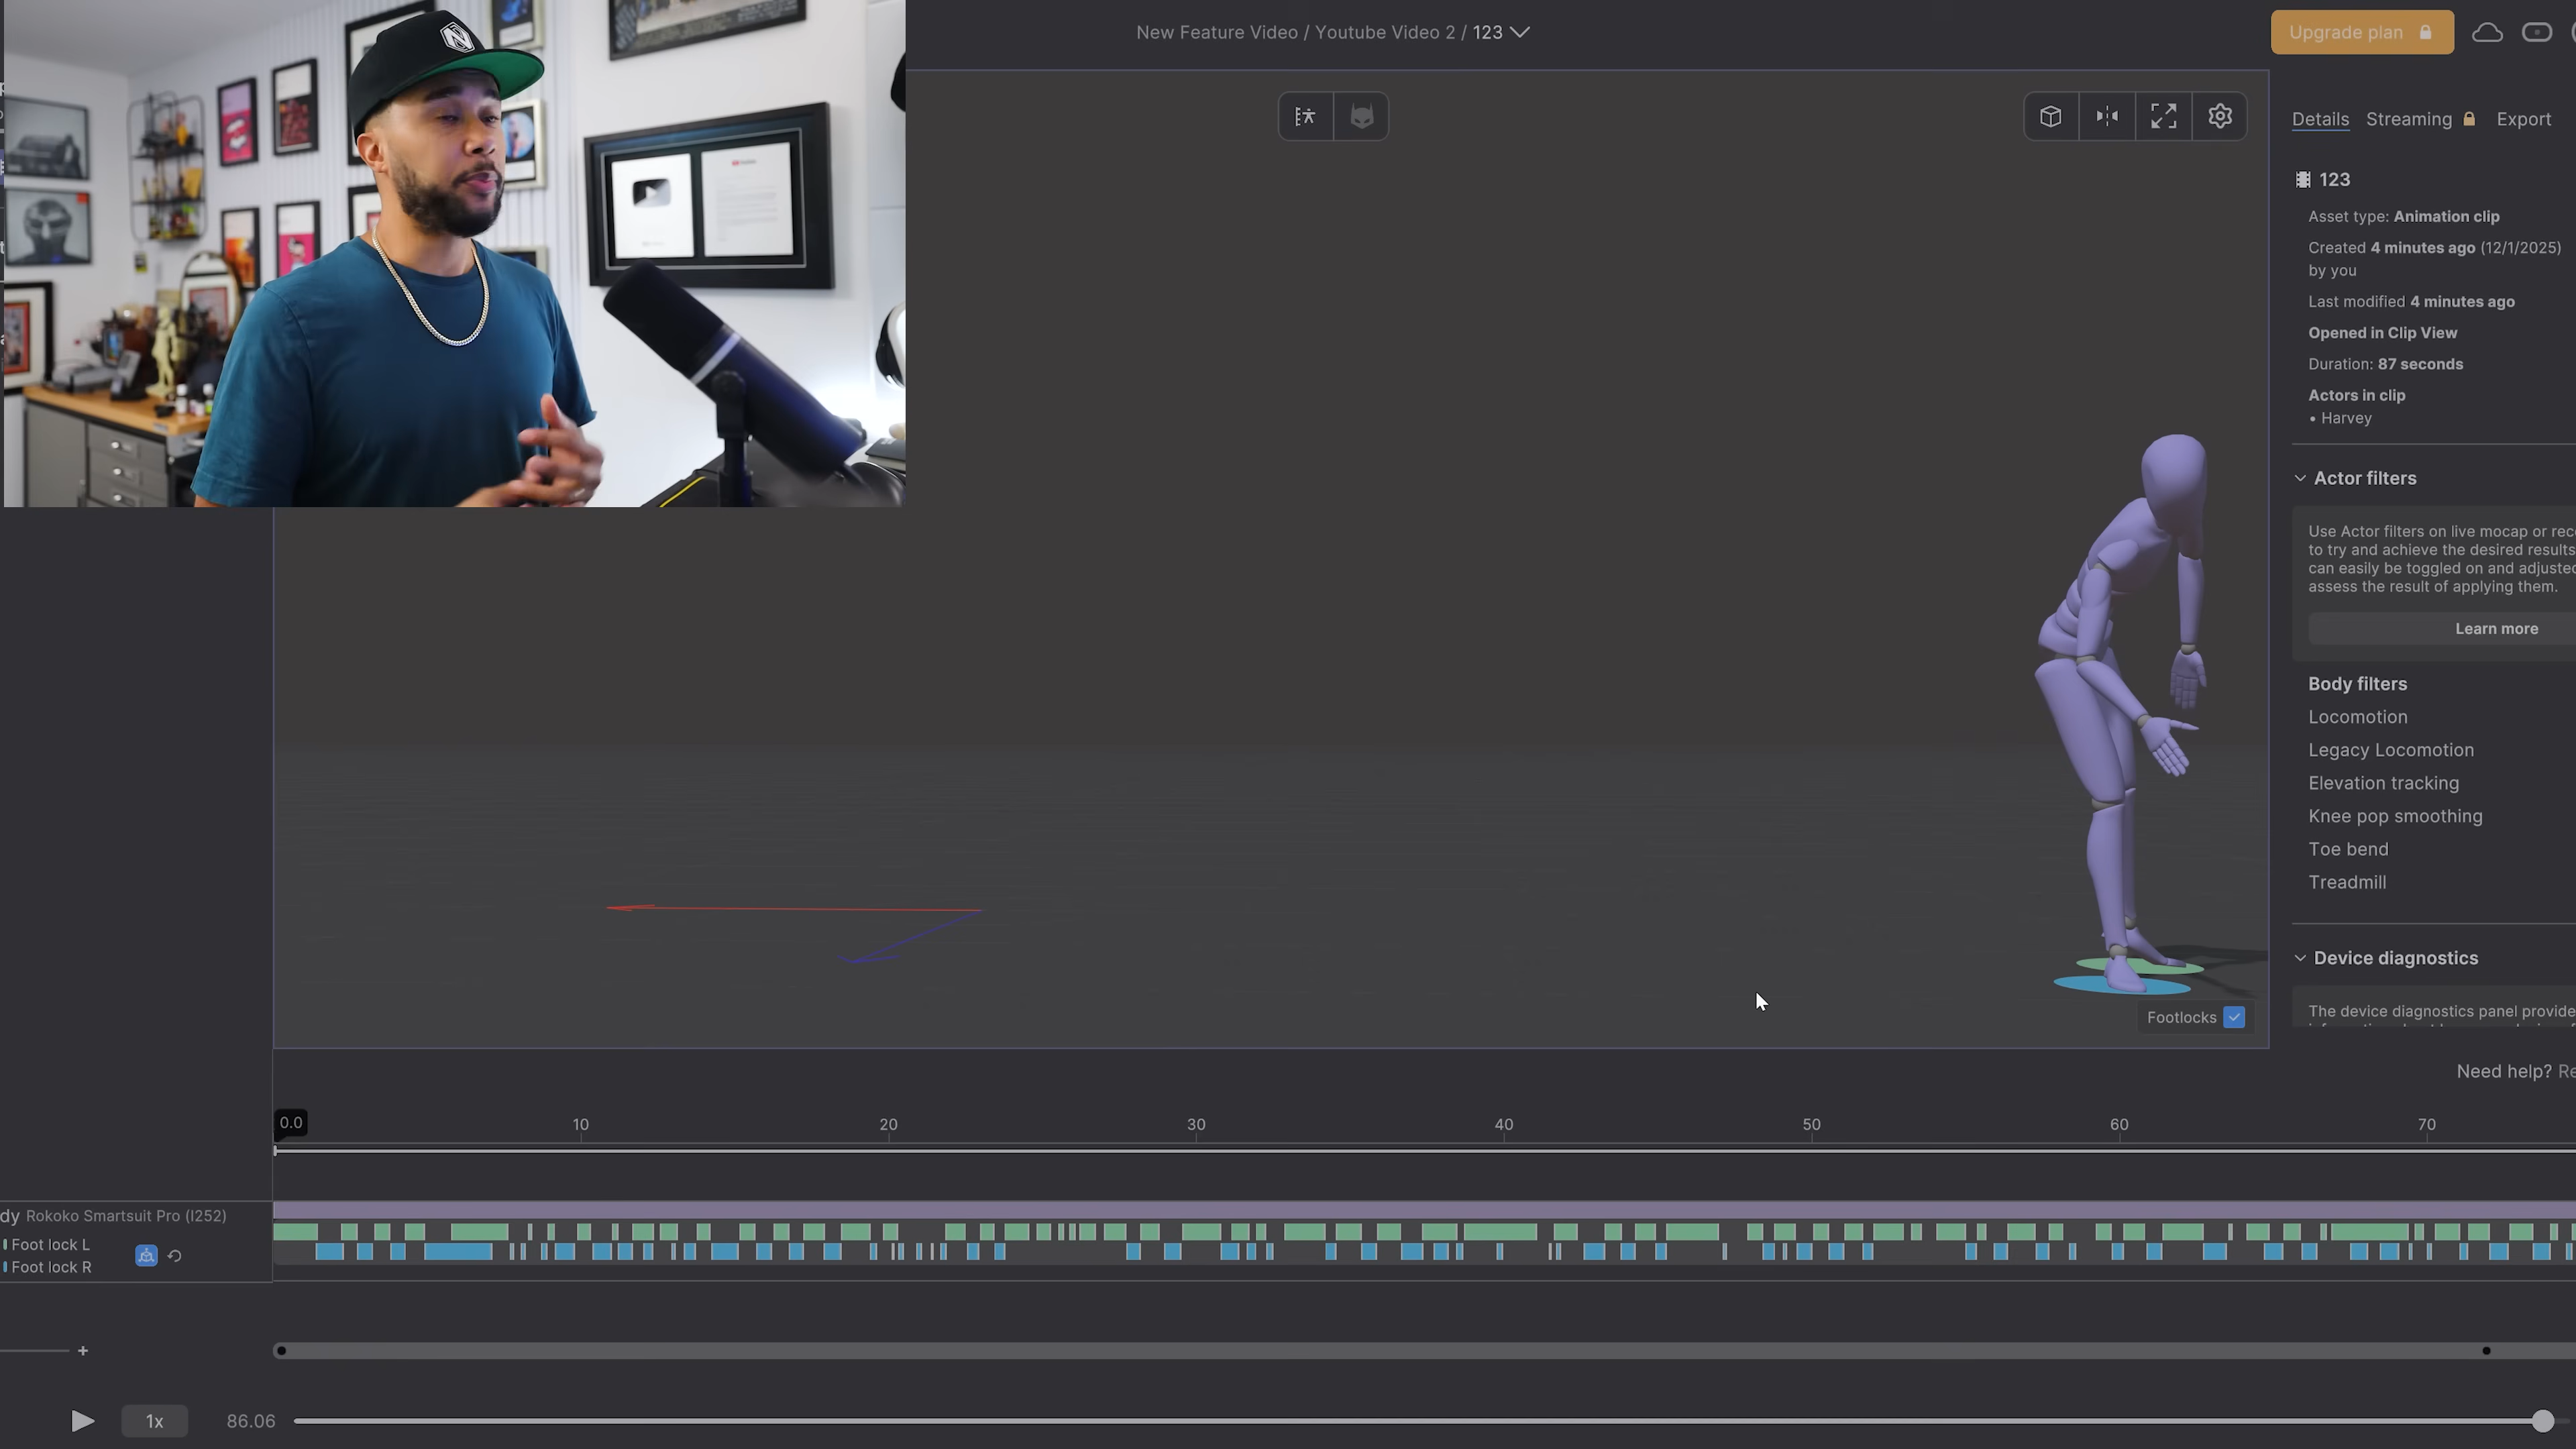 New Feature Video / Youtube Video 2 / 123
Upgrade plan
Details Streaming Export
123
Asset type: Animation clip
Created 4 minutes ago (12/1/2025)
by you
Last modified 4 minutes ago
Opened in Clip View
Duration: 87 seconds
Actors in clip
• Harvey
Actor filters
Use Actor filters on live mocap or rec
to try and achieve the desired results
can easily be toggled on and adjusted
assess the result of applying them.
Learn more
Body filters
Locomotion
Legacy Locomotion
Elevation tracking
Knee pop smoothing
Toe bend
Treadmill
Device diagnostics
The device diagnostics panel provide
Footlocks
Need help? Re
0.0 10 20 30 40 50 60 70
dy Rokoko Smartsuit Pro (I252)
Foot lock L
Foot lock R
+
1x 86.06